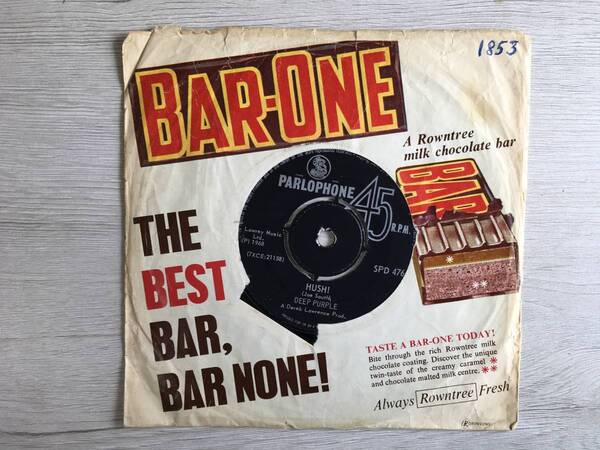 1853
BAR-ONE
A Rowntree
milk chocolate bar
BAR
PARLOPHONE
45
R.P.M.
Lowrey Music
Ltd.
(P) 1968
(7XCE:21158)
SPD 476
HUSH!
(Joe South)
DEEP PURPLE
A Derek Lawrence Prod.
THE
BEST
BAR,
BAR NONE!
TASTE A BAR-ONE TODAY!
Bite through the rich Rowntree milk
chocolate coating. Discover the unique
twin-taste of the creamy caramel *
and chocolate malted milk centre. **
Always Rowntree Fresh